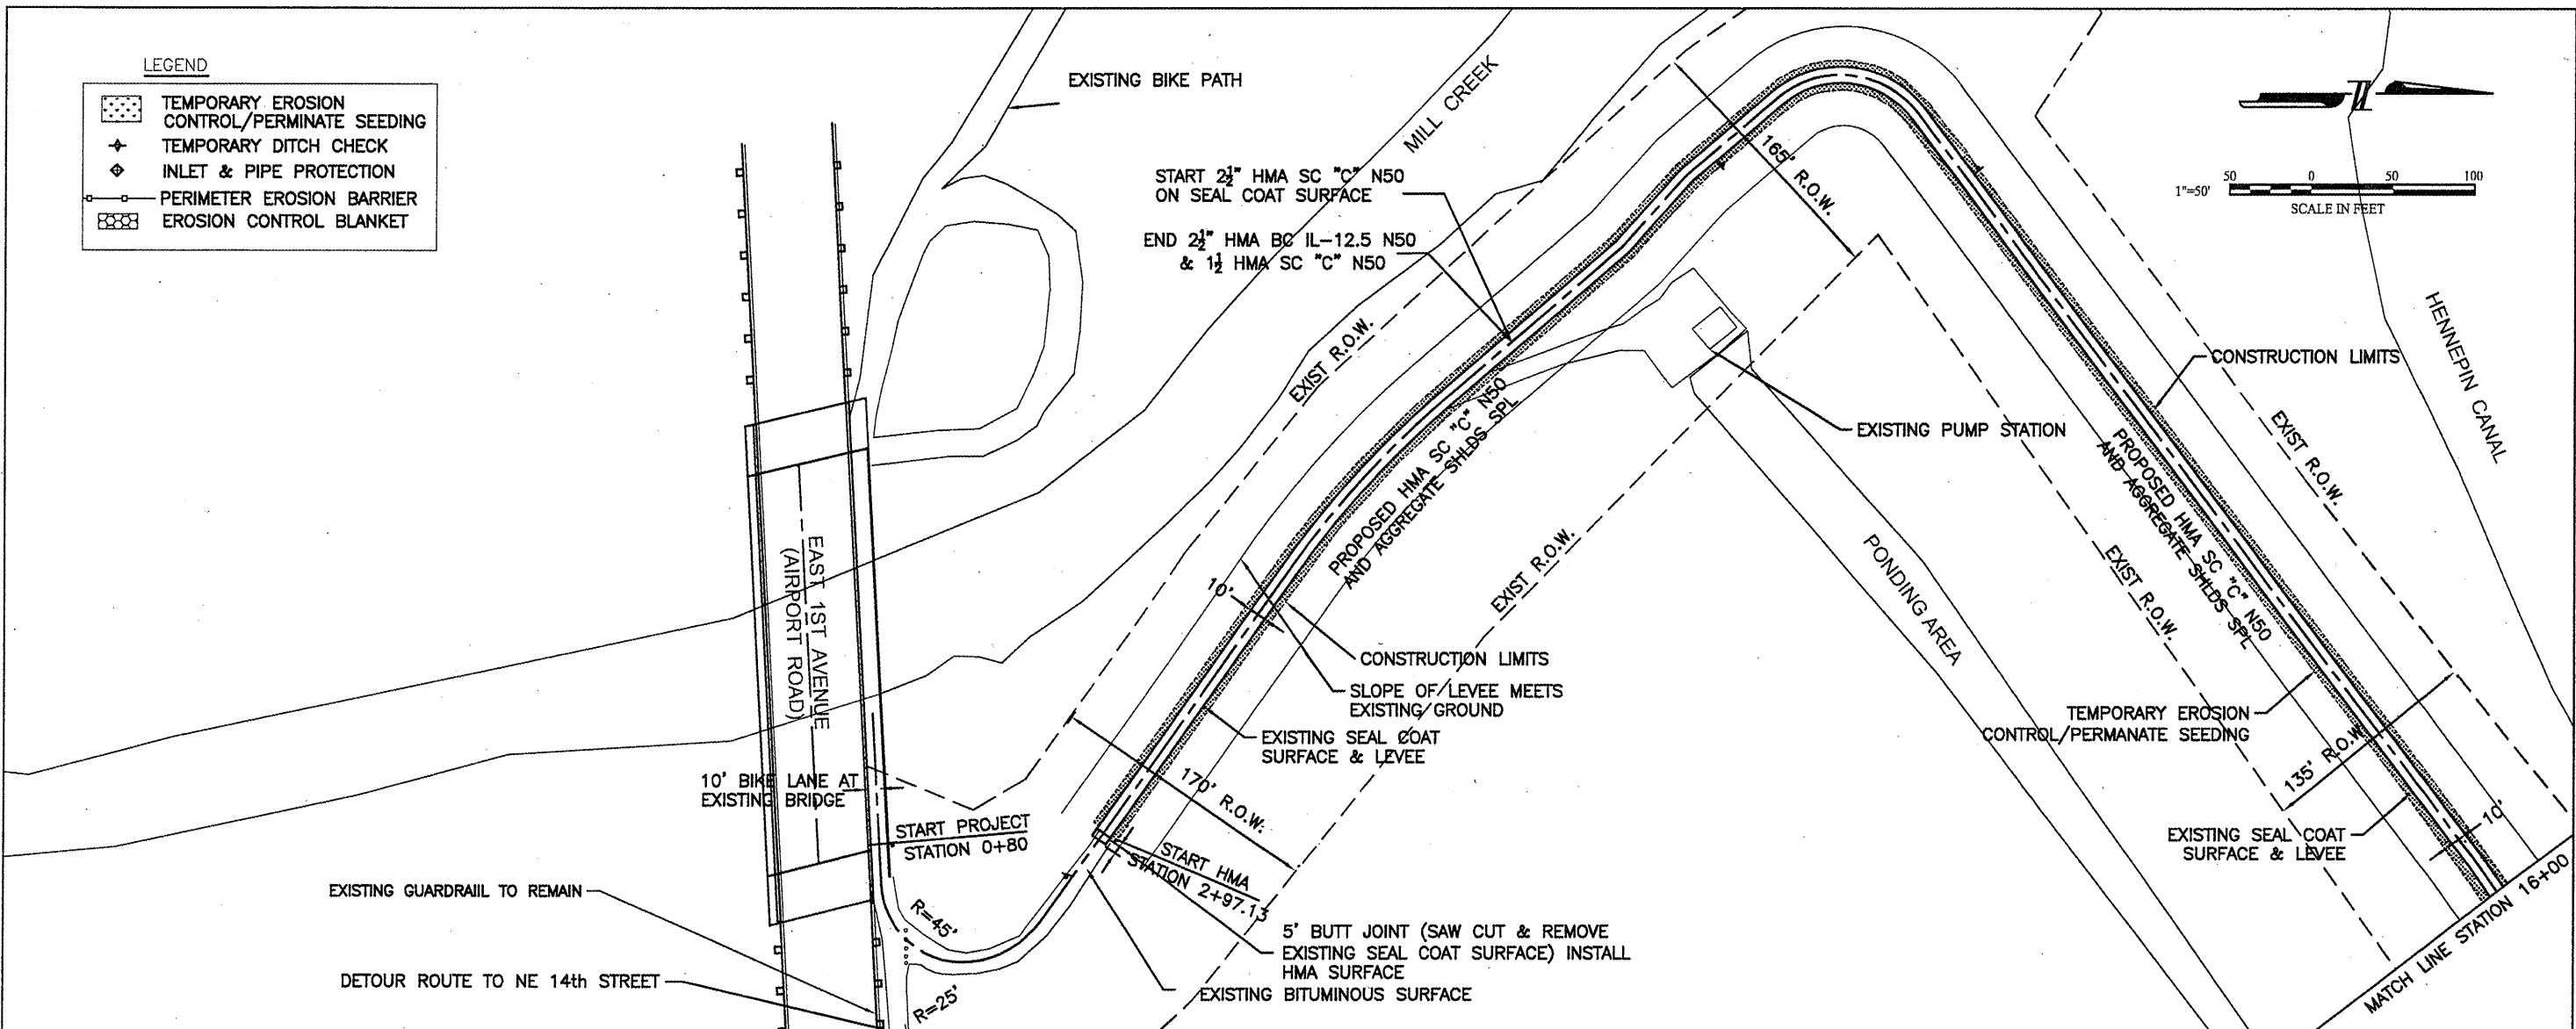 LEGEND
TEMPORARY EROSION
CONTROL/PERMINATE SEEDING
TEMPORARY DITCH CHECK
INLET & PIPE PROTECTION
PERIMETER EROSION BARRIER
EROSION CONTROL BLANKET
EXISTING BIKE PATH
MILL CREEK
START 2½" HMA SC "C" N50
ON SEAL COAT SURFACE
END 2½" HMA BC IL-12.5 N50
& 1½ HMA SC "C" N50
165' R.O.W.
1"=50'
50 0 50 100
SCALE IN FEET
HENNEPIN CANAL
CONSTRUCTION LIMITS
EXIST R.O.W.
EXIST R.O.W.
EXISTING PUMP STATION
PROPOSED HMA SC "C" N50
AND AGGREGATE SHLDS SPL
PROPOSED HMA SC "C" N50
AND AGGREGATE SHLDS SPL
EXIST R.O.W.
EXIST R.O.W.
PONDING AREA
EAST 1ST AVENUE
(AIRPORT ROAD)
10'
CONSTRUCTION LIMITS
SLOPE OF LEVEE MEETS
EXISTING GROUND
EXISTING SEAL COAT
SURFACE & LEVEE
TEMPORARY EROSION
CONTROL/PERMANATE SEEDING
135' R.O.W.
10' BIKE LANE AT
EXISTING BRIDGE
170' R.O.W.
START PROJECT
STATION 0+80
START HMA
STATION 2+97.13
10'
EXISTING SEAL COAT
SURFACE & LEVEE
EXISTING GUARDRAIIL TO REMAIN
R=45'
5' BUTT JOINT (SAW CUT & REMOVE
EXISTING SEAL COAT SURFACE) INSTALL
HMA SURFACE
EXISTING BITUMINOUS SURFACE
DETOUR ROUTE TO NE 14th STREET
R=25'
MATCH LINE STATION 16+00